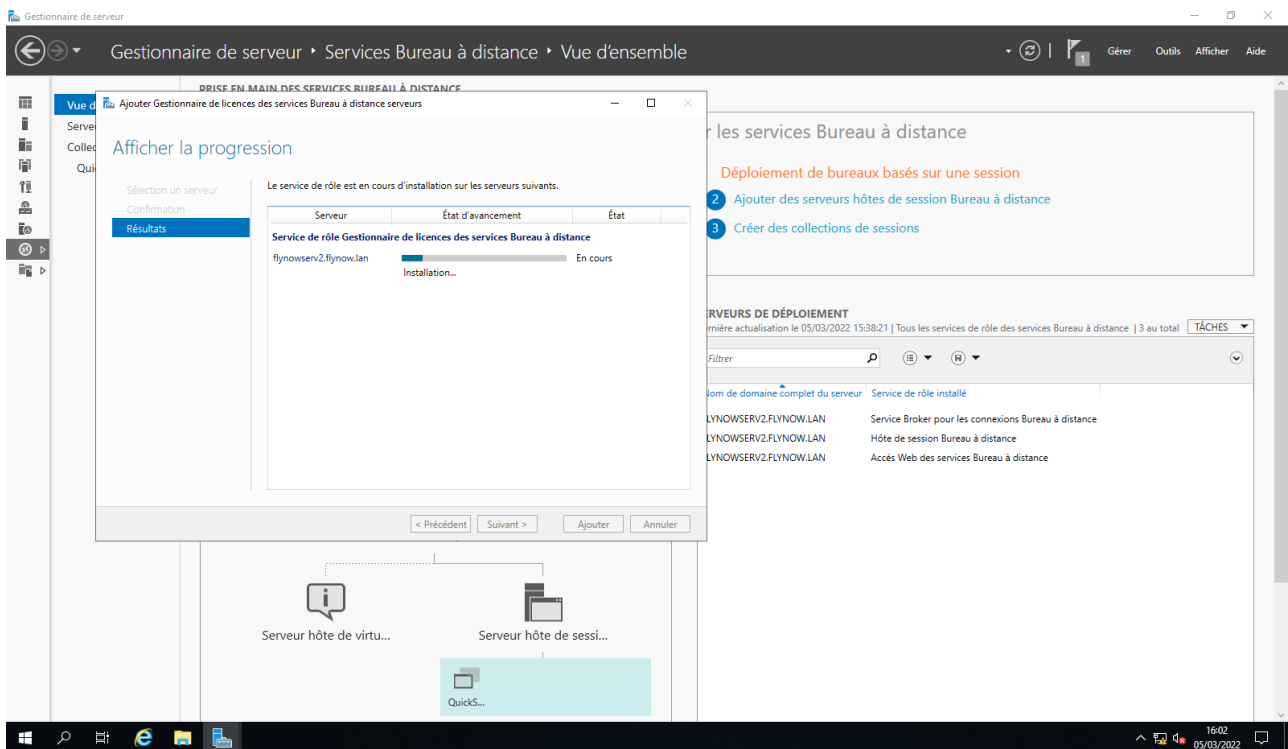 Gestionnaire de serveur
Gestionnaire de serveur • Services Bureau à distance • Vue d'ensemble
1
Gérer Outils Afficher Aide
PRISE EN MAIN DES SERVICES BUREAU À DISTANCE
Vue d
Serve
Collec
Qui
Ajouter Gestionnaire de licences des services Bureau à distance serveurs
Afficher la progression
Sélection un serveur
Confirmation
Résultats
Le service de rôle est en cours d'installation sur les serveurs suivants.
Serveur État d'avancement État
Service de rôle Gestionnaire de licences des services Bureau à distance
flynowserv2.flynow.lan En cours
Installation...
< Précédent Suivant > Ajouter Annuler
r les services Bureau à distance
Déploiement de bureaux basés sur une session
2 Ajouter des serveurs hôtes de session Bureau à distance
3 Créer des collections de sessions
ERVEURS DE DÉPLOIEMENT
ernière actualisation le 05/03/2022 15:38:21 | Tous les services de rôle des services Bureau à distance | 3 au total TÂCHES
Filtrer
Nom de domaine complet du serveur Service de rôle installé
LYNOWSERV2.FLYNOW.LAN Service Broker pour les connexions Bureau à distance
LYNOWSERV2.FLYNOW.LAN Hôte de session Bureau à distance
LYNOWSERV2.FLYNOW.LAN Accès Web des services Bureau à distance
Serveur hôte de virtu... Serveur hôte de sessi...
QuickS...
16:02
05/03/2022